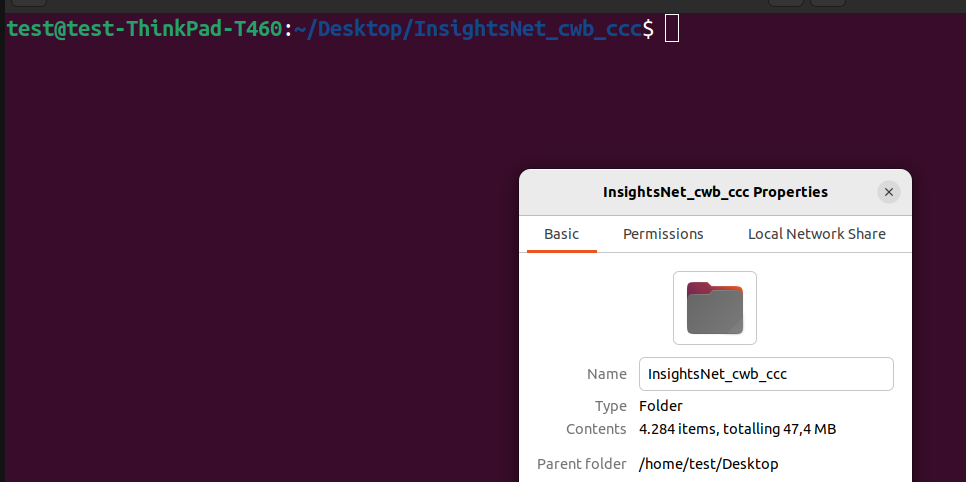 test@test-ThinkPad-T460:~/Desktop/InsightsNet_cwb_ccc$
InsightsNet_cwb_ccc Properties
Basic Permissions Local Network Share
Name InsightsNet_cwb_ccc
Type Folder
Contents 4.284 items, totalling 47,4 MB
Parent folder /home/test/Desktop